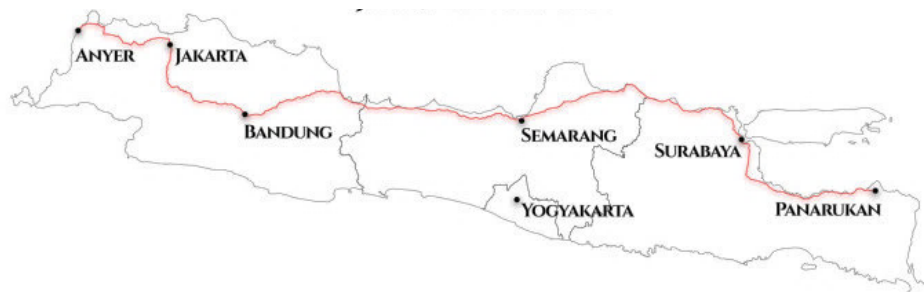 ANYER
JAKARTA
BANDUNG
SEMARANG
SURABAYA
YOGYAKARTA
PANARUKAN